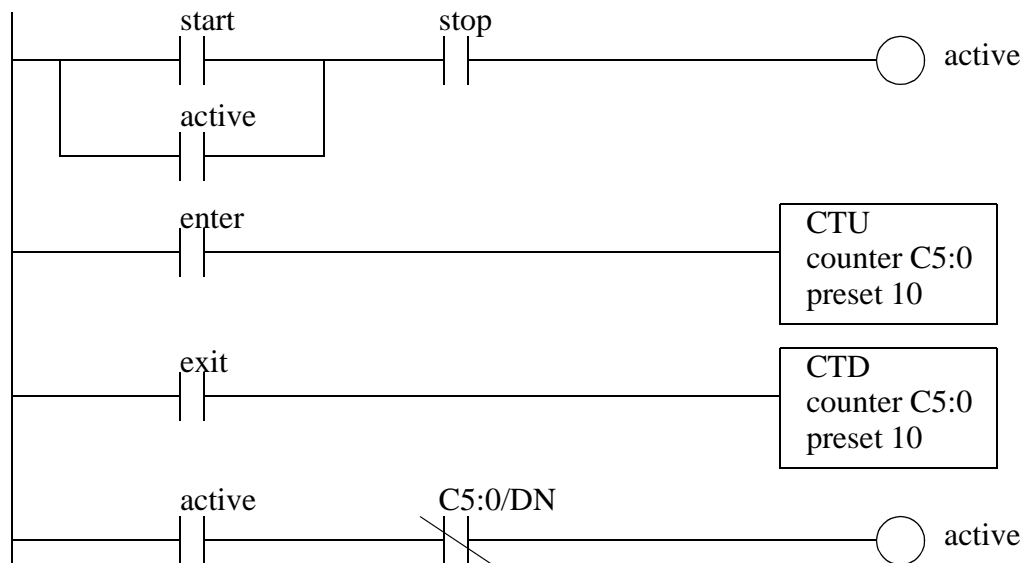 start
stop
active
active
enter
CTU
counter C5:0
preset 10
exit
CTD
counter C5:0
preset 10
active
C5:0/DN
active